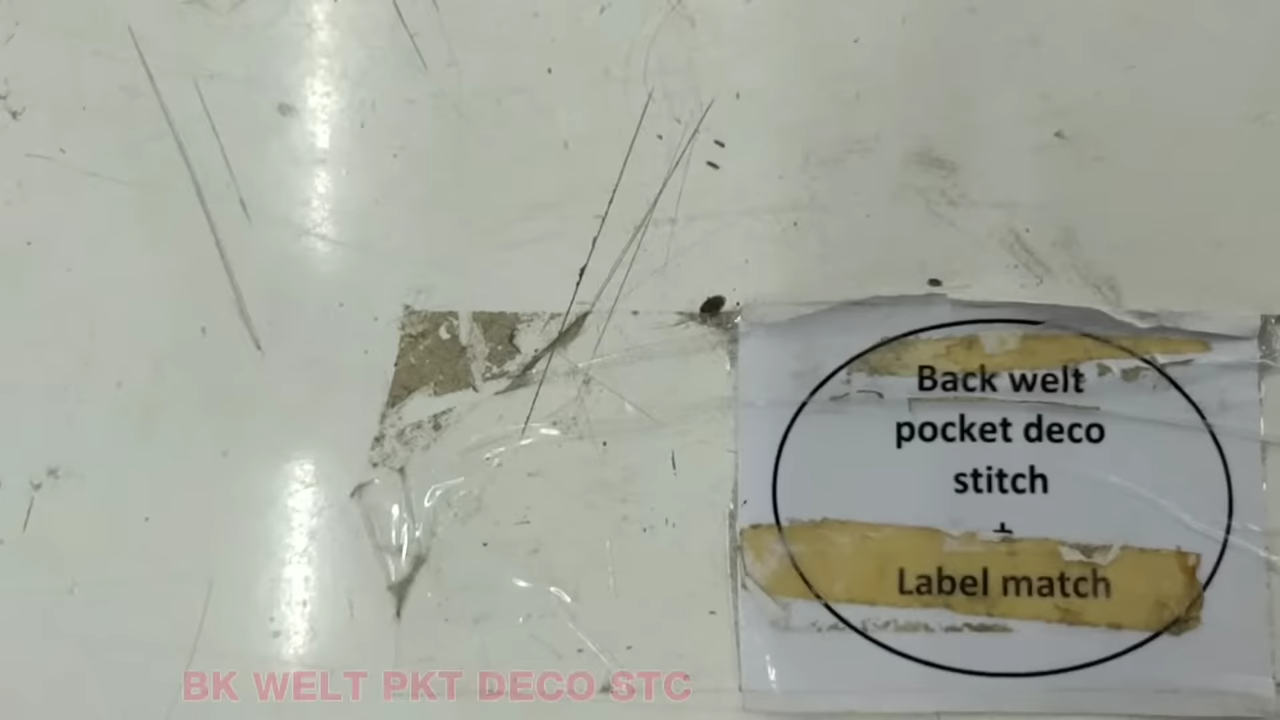 Back welt
pocket deco
stitch
+
Label match
BK WELT PKT DECO STC